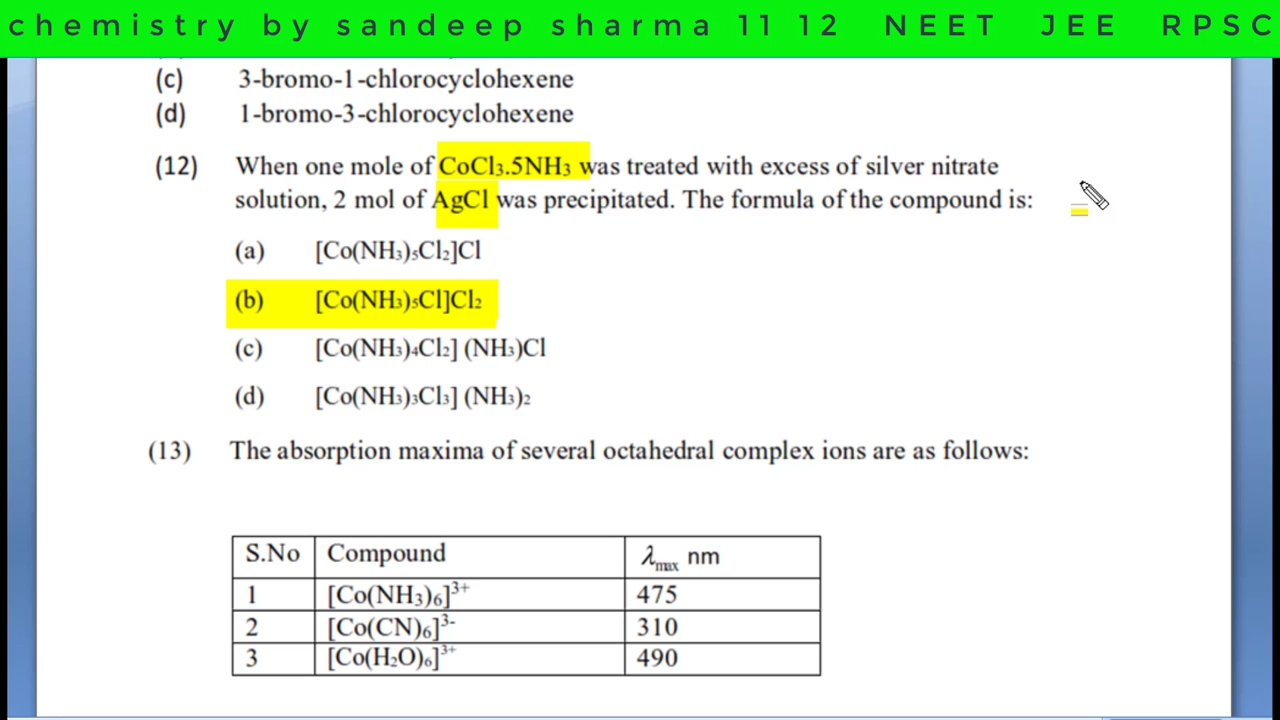 chemistry by sandeep sharma 11 12 NEET JEE RPSC
(c) 3-bromo-1-chlorocyclohexene
(d) 1-bromo-3-chlorocyclohexene
(12) When one mole of CoCl₃.5NH₃ was treated with excess of silver nitrate
solution, 2 mol of AgCl was precipitated. The formula of the compound is:
(a) [Co(NH₃)₅Cl₂]Cl
(b) [Co(NH₃)₅Cl]Cl₂
(c) [Co(NH₃)₄Cl₂] (NH₃)Cl
(d) [Co(NH₃)₃Cl₃] (NH₃)₂
(13) The absorption maxima of several octahedral complex ions are as follows:
S.No Compound λmax nm
1 [Co(NH₃)₆]³⁺ 475
2 [Co(CN)₆]³⁻ 310
3 [Co(H₂O)₆]³⁺ 490